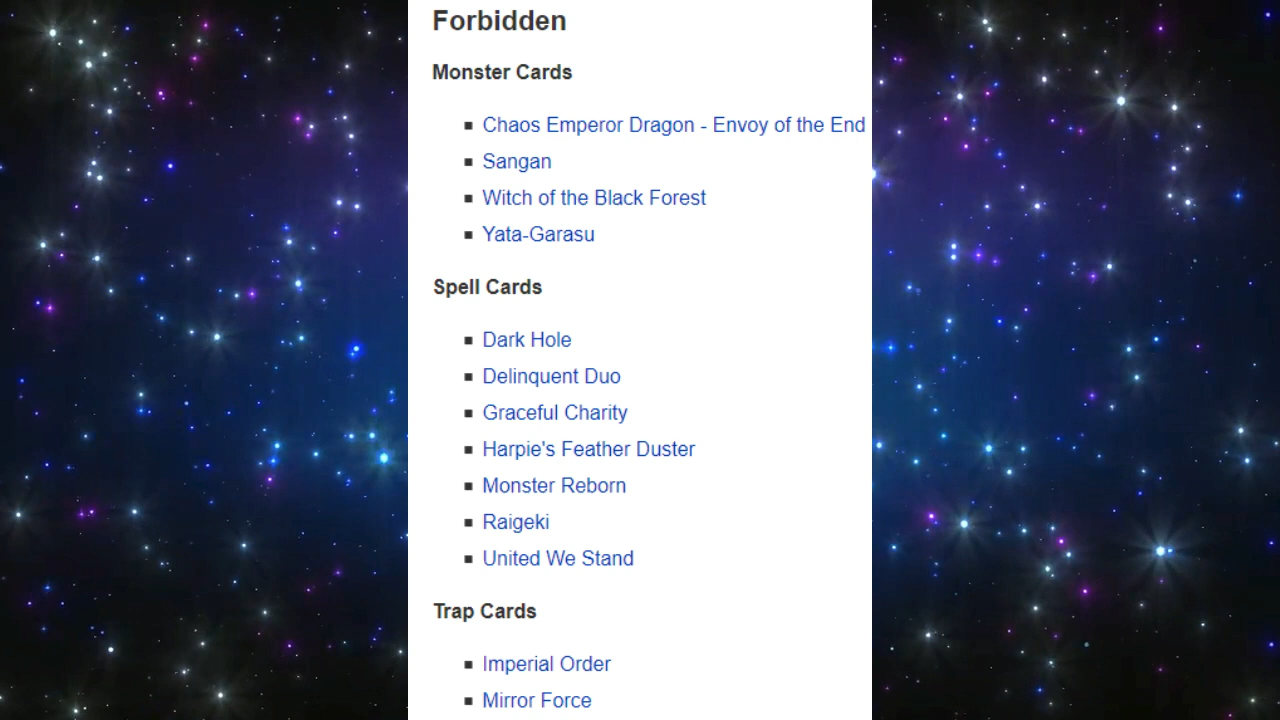 Forbidden
Monster Cards
Chaos Emperor Dragon - Envoy of the End
Sangan
Witch of the Black Forest
Yata-Garasu
Spell Cards
Dark Hole
Delinquent Duo
Graceful Charity
Harpie's Feather Duster
Monster Reborn
Raigeki
United We Stand
Trap Cards
Imperial Order
Mirror Force